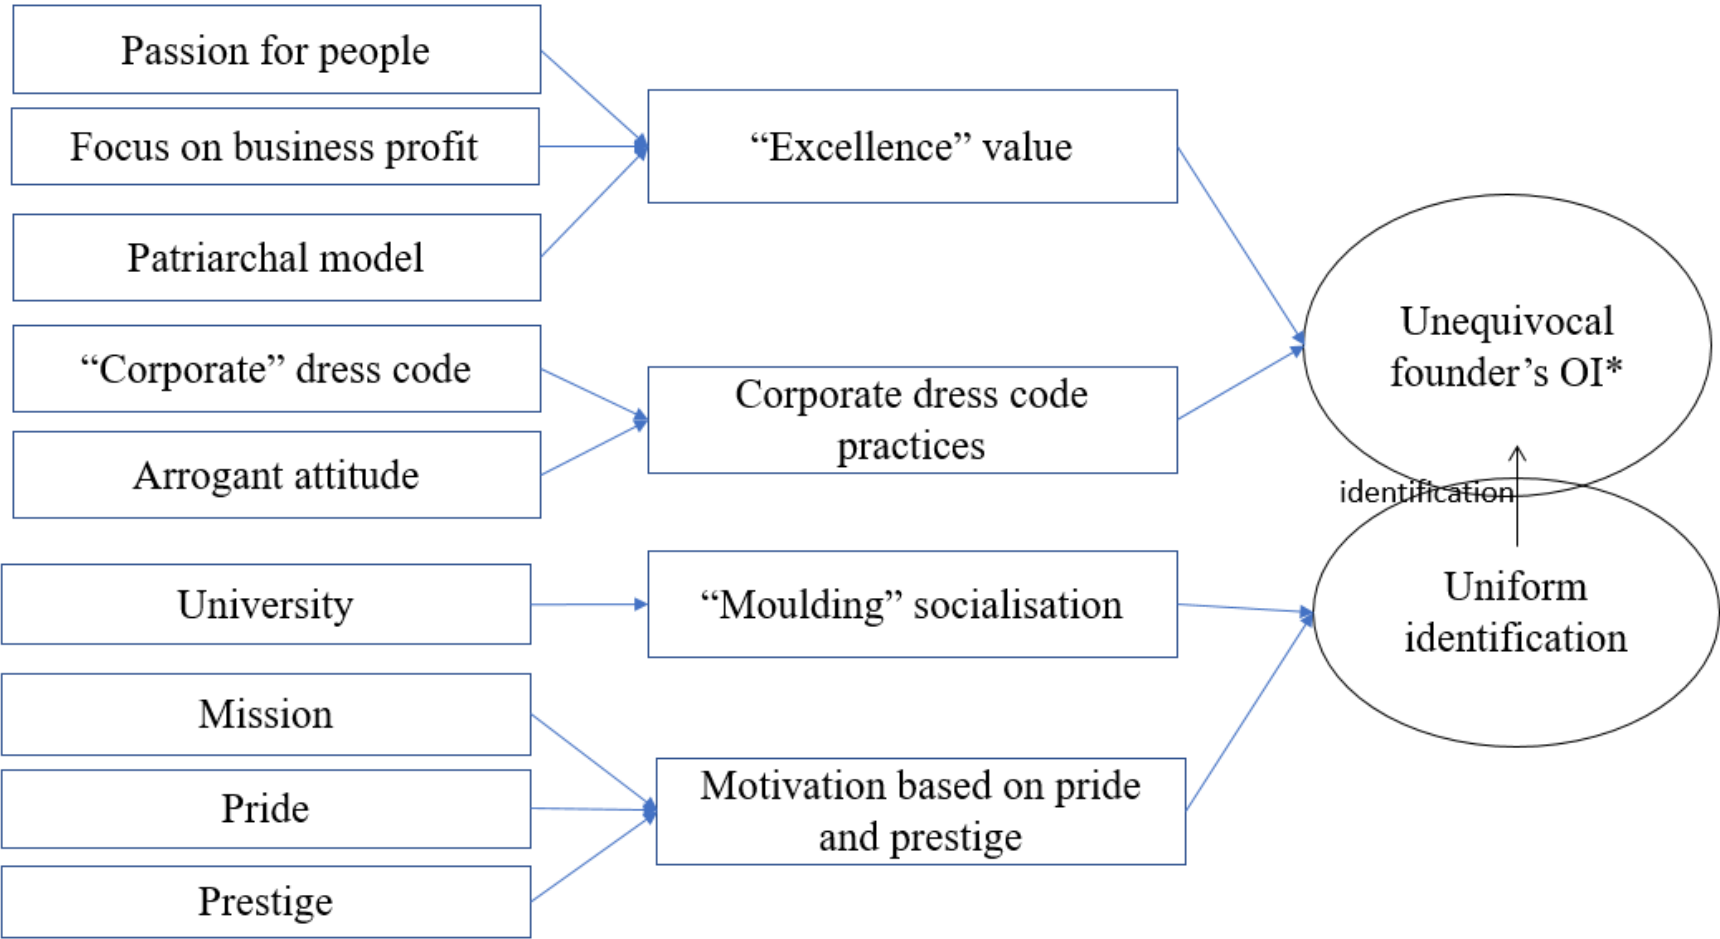 Passion for people
Focus on business profit
Patriarchal model
“Corporate” dress code
Arrogant attitude
University
Mission
Pride
Prestige
“Excellence” value
Corporate dress code
practices
“Moulding” socialisation
Motivation based on pride
and prestige
Unequivocal
founder’s OI*
identification
Uniform
identification